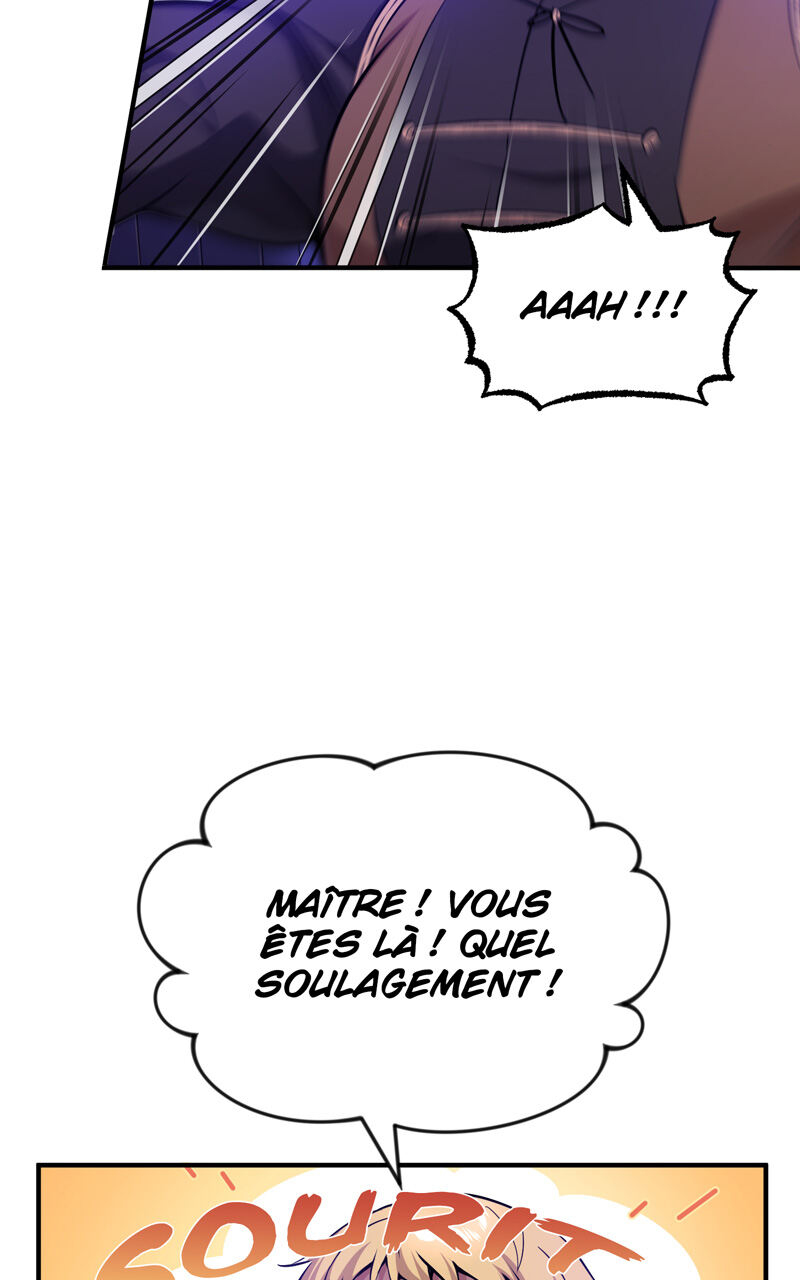 AAAH !!!
MAÎTRE ! VOUS
ÊTES LÀ ! QUEL
SOULAGEMENT !
SOURIT